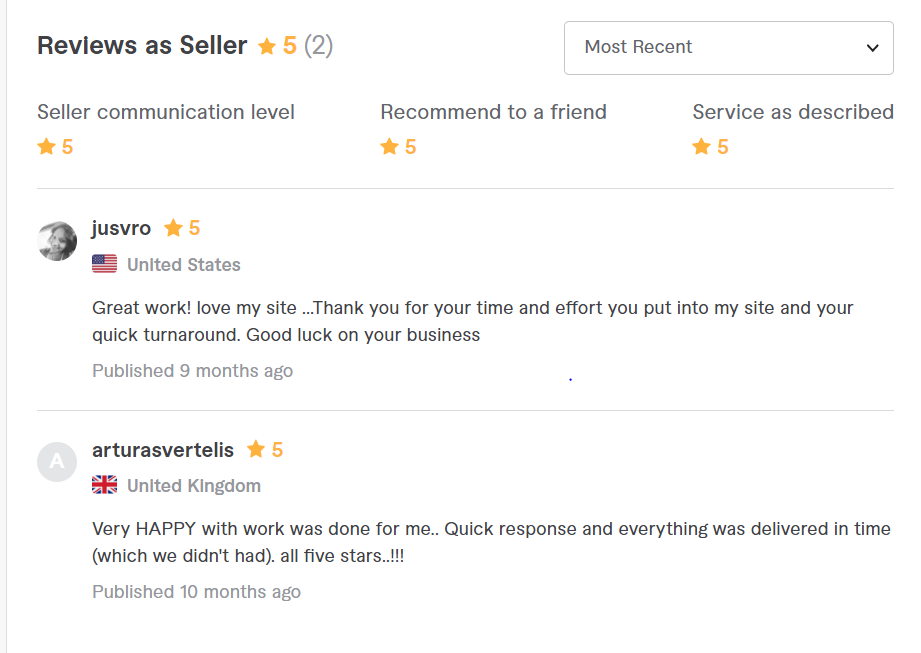 Reviews as Seller 5 (2)
Most Recent
Seller communication level
Recommend to a friend
Service as described
5
5
5
jusvro 5
United States
Great work! love my site ...Thank you for your time and effort you put into my site and your
quick turnaround. Good luck on your business
Published 9 months ago
A
arturasvertelis 5
United Kingdom
Very HAPPY with work was done for me.. Quick response and everything was delivered in time
(which we didn't had). all five stars..!!!
Published 10 months ago